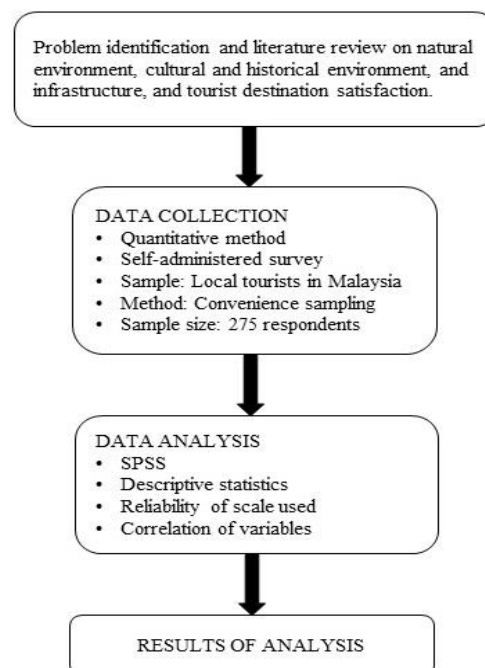 Problem identification and literature review on natural
environment, cultural and historical environment, and
infrastructure, and tourist destination satisfaction.
DATA COLLECTION
• Quantitative method
• Self-administered survey
• Sample: Local tourists in Malaysia
• Method: Convenience sampling
• Sample size: 275 respondents
DATA ANALYSIS
• SPSS
• Descriptive statistics
• Reliability of scale used
• Correlation of variables
RESULTS OF ANALYSIS